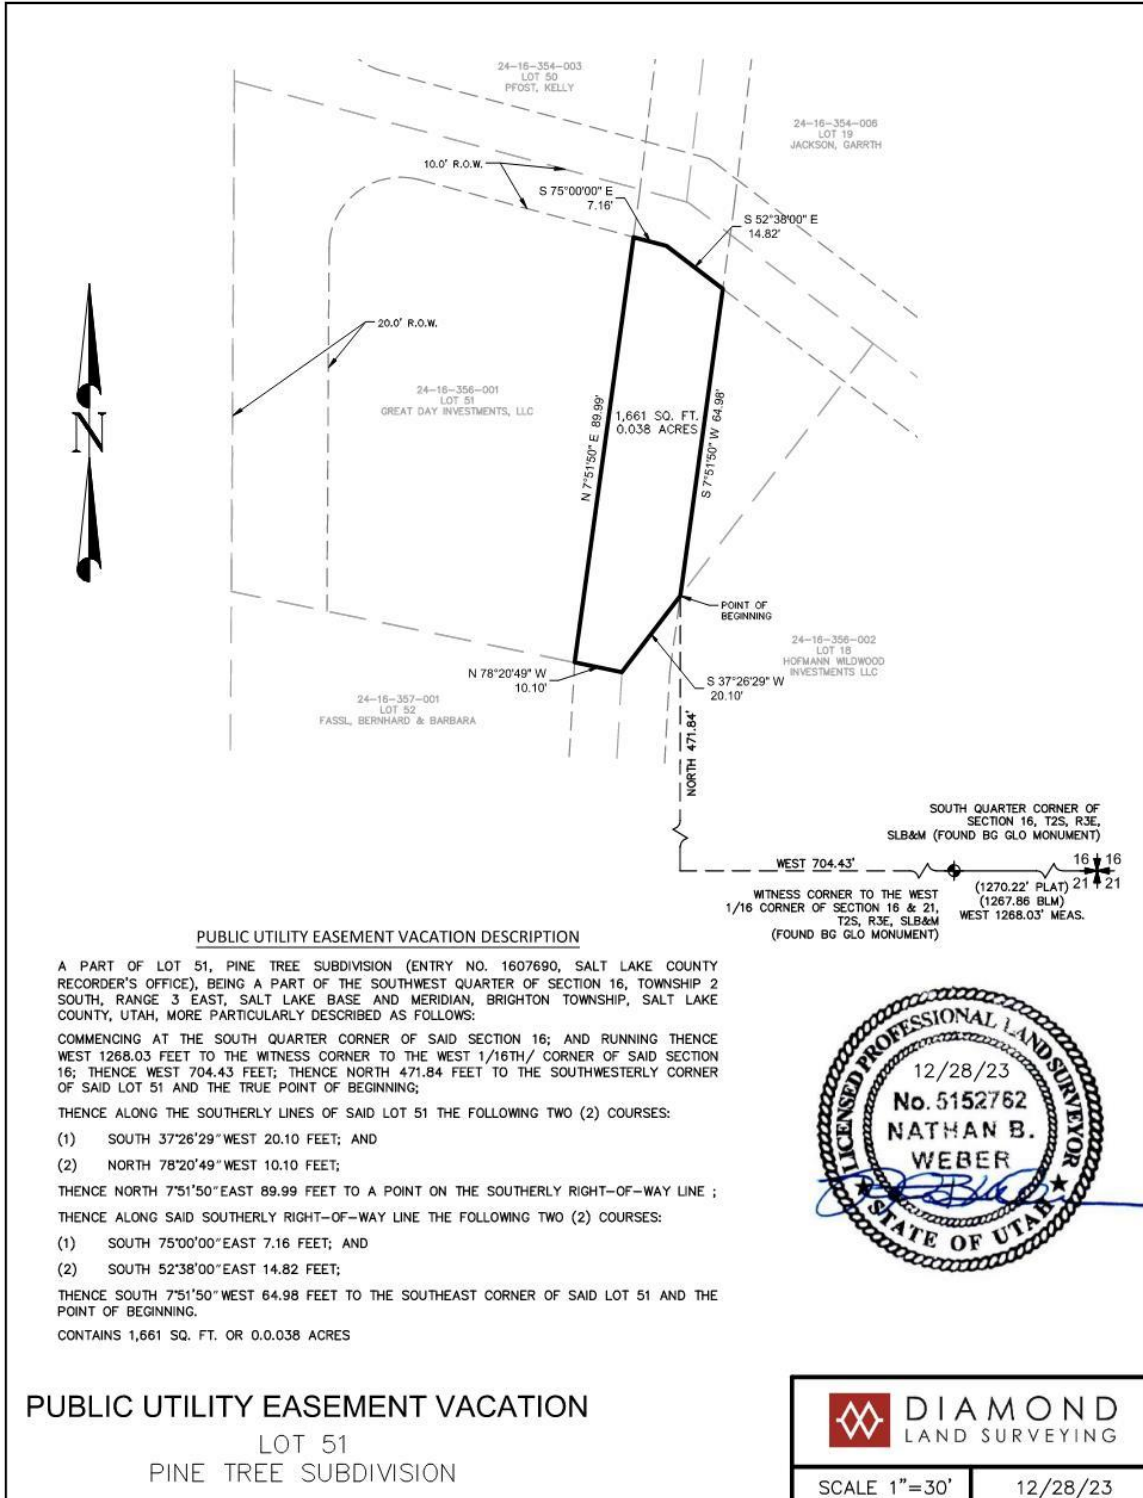 24-16-354-003
LOT 50
PFOST, KELLY
24-16-354-006
LOT 19
JACKSON, GARRTH
10.0' R.O.W.
S 75°00'00" E
7.16'
S 52°38'00" E
14.82'
20.0' R.O.W.
24-16-356-001
LOT 51
GREAT DAY INVESTMENTS, LLC
N 7°51'50" E 89.99'
1,661 SQ. FT.
0.038 ACRES
S 7°51'50" W 64.98'
N
POINT OF
BEGINNING
24-16-356-002
LOT 18
HOFMANN WILDWOOD
INVESTMENTS LLC
N 78°20'49" W
10.10'
S 37°26'29" W
20.10'
24-16-357-001
LOT 52
FASSL, BERNHARD & BARBARA
NORTH 471.84'
SOUTH QUARTER CORNER OF
SECTION 16, T2S, R3E,
SLB&M (FOUND BG GLO MONUMENT)
WEST 704.43'
16 16
21 21
(1270.22' PLAT)
(1267.86 BLM)
WEST 1268.03' MEAS.
WITNESS CORNER TO THE WEST
1/16 CORNER OF SECTION 16 & 21,
T2S, R3E, SLB&M
(FOUND BG GLO MONUMENT)
PUBLIC UTILITY EASEMENT VACATION DESCRIPTION
A PART OF LOT 51, PINE TREE SUBDIVISION (ENTRY NO. 1607690, SALT LAKE COUNTY
RECORDER'S OFFICE), BEING A PART OF THE SOUTHWEST QUARTER OF SECTION 16, TOWNSHIP 2
SOUTH, RANGE 3 EAST, SALT LAKE BASE AND MERIDIAN, BRIGHTON TOWNSHIP, SALT LAKE
COUNTY, UTAH, MORE PARTICULARLY DESCRIBED AS FOLLOWS:
COMMENCING AT THE SOUTH QUARTER CORNER OF SAID SECTION 16; AND RUNNING THENCE
WEST 1268.03 FEET TO THE WITNESS CORNER TO THE WEST 1/16TH/ CORNER OF SAID SECTION
16; THENCE WEST 704.43 FEET; THENCE NORTH 471.84 FEET TO THE SOUTHWESTERLY CORNER
OF SAID LOT 51 AND THE TRUE POINT OF BEGINNING;
THENCE ALONG THE SOUTHERLY LINES OF SAID LOT 51 THE FOLLOWING TWO (2) COURSES:
(1) SOUTH 37°26'29" WEST 20.10 FEET; AND
(2) NORTH 78°20'49" WEST 10.10 FEET;
THENCE NORTH 7°51'50" EAST 89.99 FEET TO A POINT ON THE SOUTHERLY RIGHT-OF-WAY LINE ;
THENCE ALONG SAID SOUTHERLY RIGHT-OF-WAY LINE THE FOLLOWING TWO (2) COURSES:
(1) SOUTH 75°00'00" EAST 7.16 FEET; AND
(2) SOUTH 52°38'00" EAST 14.82 FEET;
THENCE SOUTH 7°51'50" WEST 64.98 FEET TO THE SOUTHEAST CORNER OF SAID LOT 51 AND THE
POINT OF BEGINNING.
CONTAINS 1,661 SQ. FT. OR 0.0.038 ACRES
LICENSED PROFESSIONAL LAND SURVEYOR
12/28/23
No. 5152762
NATHAN B.
WEBER
STATE OF UTAH
PUBLIC UTILITY EASEMENT VACATION
LOT 51
PINE TREE SUBDIVISION
DIAMOND
LAND SURVEYING
SCALE 1"=30'
12/28/23